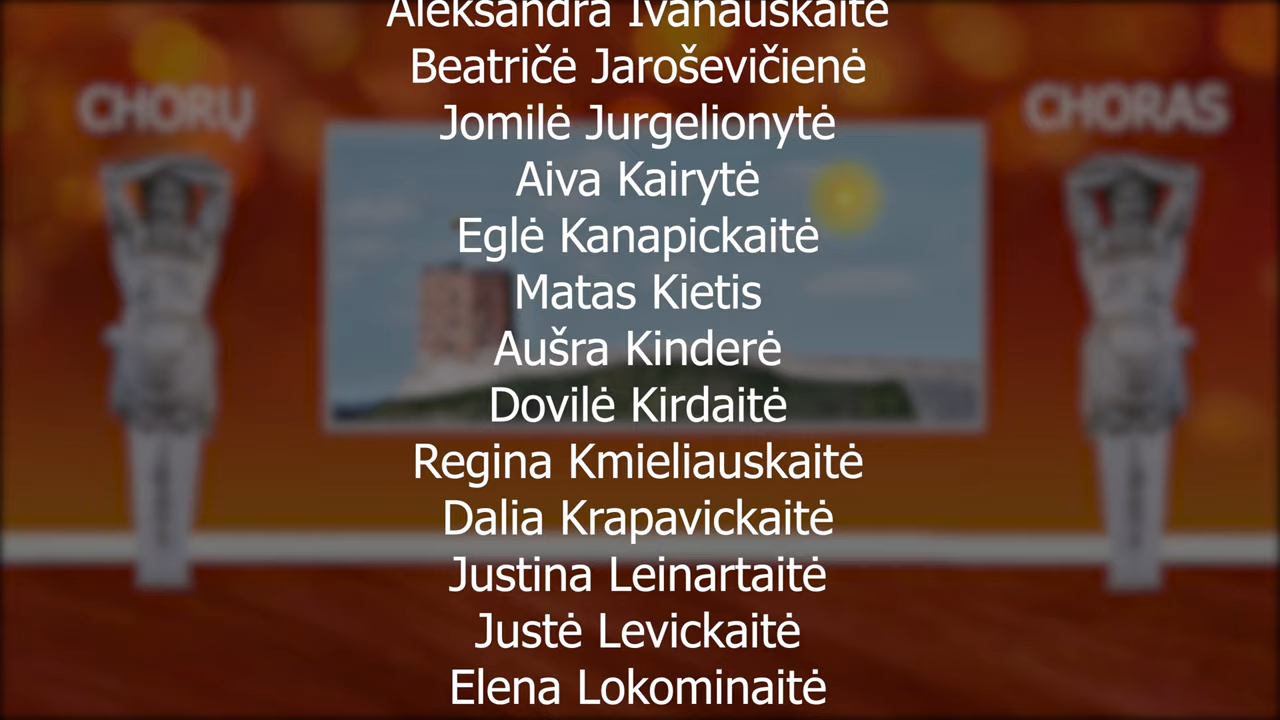 Aleksandra Ivanauskaitė
Beatričė Jaroševičienė
CHORŲ
CHORAS
Jomilė Jurgelionytė
Aiva Kairytė
Eglė Kanapickaitė
Matas Kietis
Aušra Kinderė
Dovilė Kirdaitė
Regina Kmieliauskaitė
Dalia Krapavickaitė
Justina Leinartaitė
Justė Levickaitė
Elena Lokominaitė